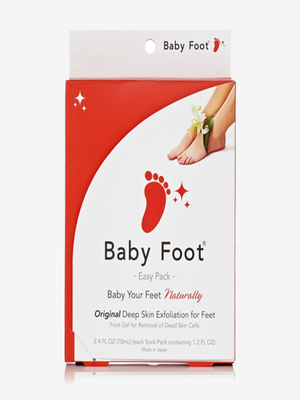 Baby Foot
Baby Foot®
– Easy Pack –
Baby Your Feet Naturally
Original Deep Skin Exfoliation for Feet
Foot Gel for Removal of Dead Skin Cells
2.4 FL OZ (70mL) (each Sock Pack containing 1.2 FL. OZ)
Made in Japan